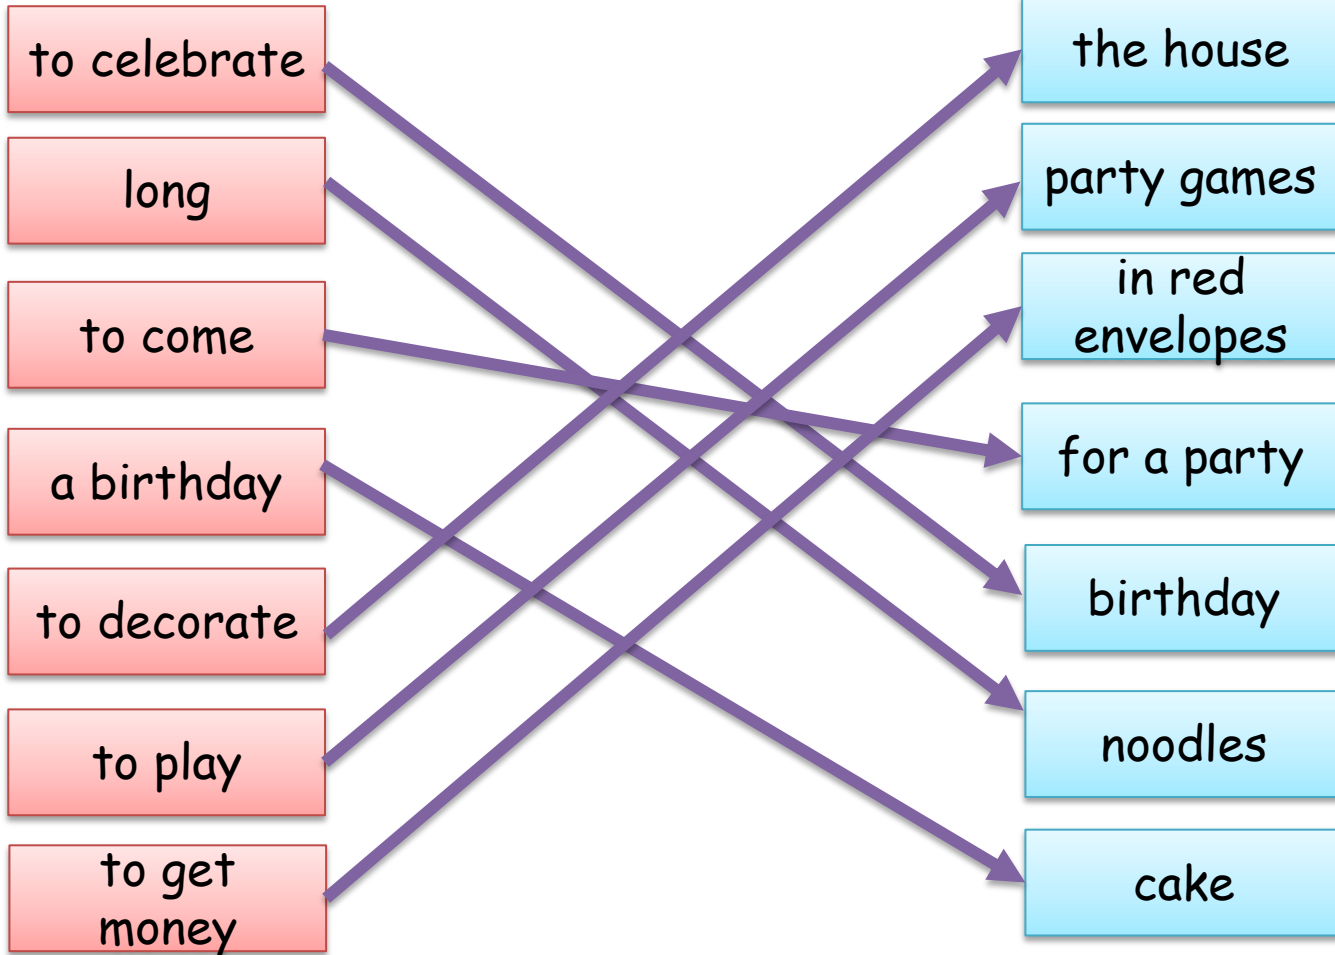 to celebrate
long
to come
a birthday
to decorate
to play
to get
money
the house
party games
in red
envelopes
for a party
birthday
noodles
cake